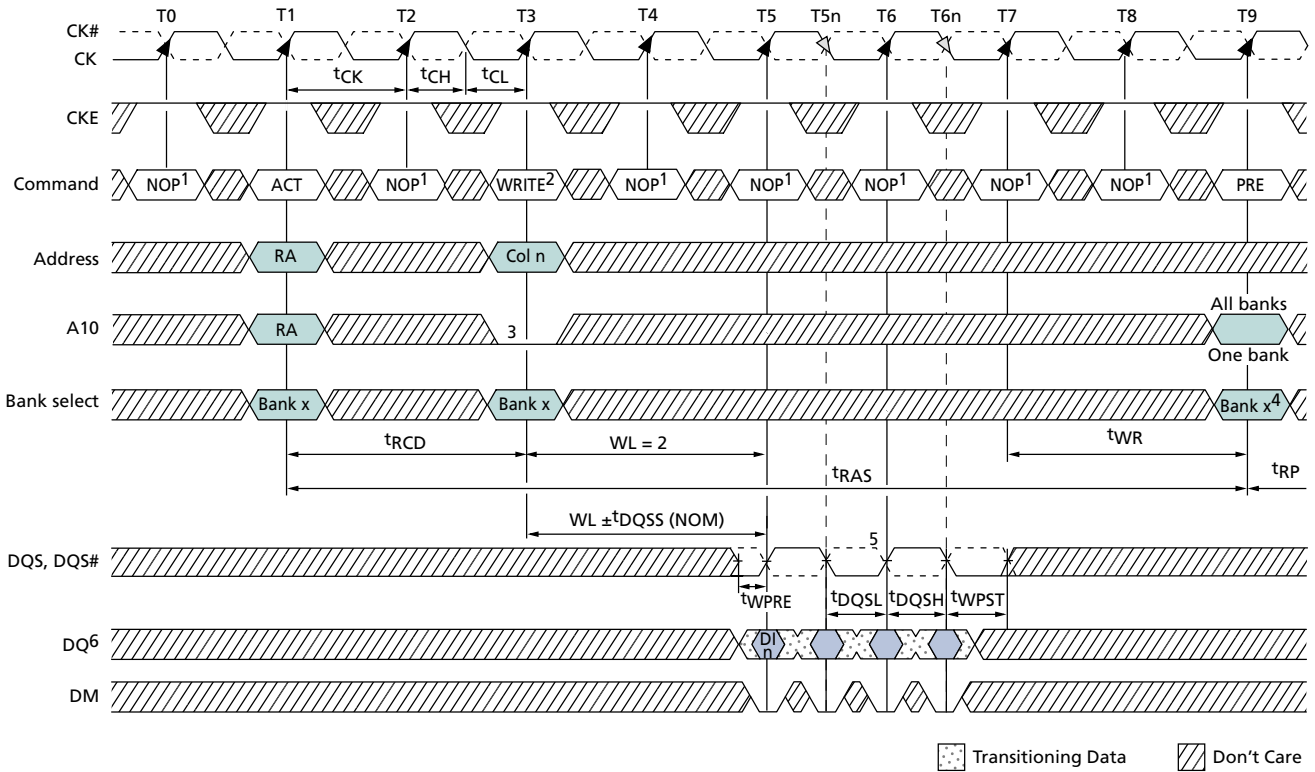 T0 T1 T2 T3 T4 T5 T5n T6 T6n T7 T8 T9
CK#
CK
tCK tCH tCL
CKE
Command NOP1 ACT NOP1 WRITE2 NOP1 NOP1 NOP1 NOP1 NOP1 PRE
Address RA Col n
All banks
A10 RA 3
One bank
Bank select Bank x Bank x Bank x4
tRCD WL = 2 tWR
tRAS tRP
WL ±tDQSS (NOM)
5
DQS, DQS#
tWPRE tDQSL tDQSH tWPST
DQ6 DI
n
DM
Transitioning Data Don't Care